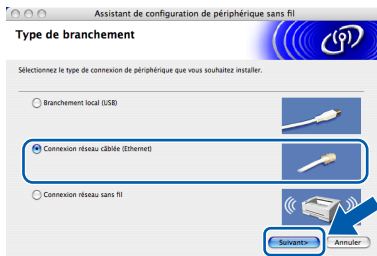 Assistant de configuration de périphérique sans fil
Type de branchement
Sélectionnez le type de connexion de périphérique que vous souhaitez installer.
Branchement local (USB)
Connexion réseau câblée (Ethernet)
Connexion réseau sans fil
Suivant> Annuler